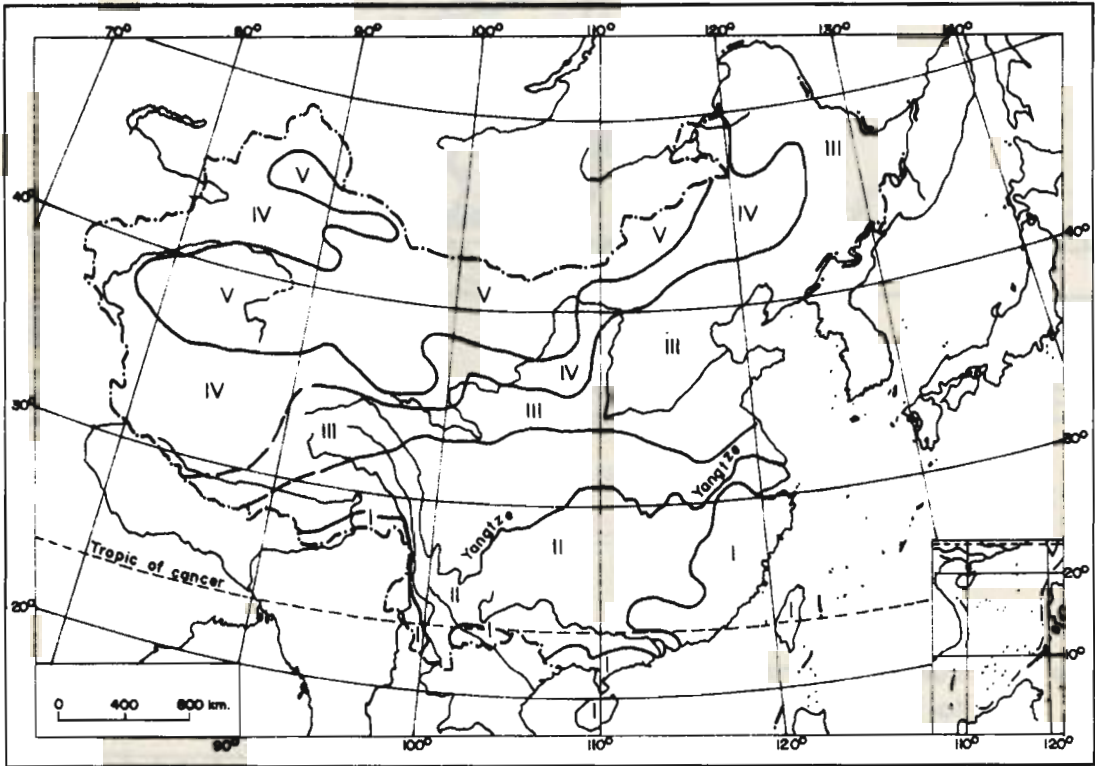 70° 80° 90° 100° 110° 120° 130° 140°
III
V
40°
IV
IV
V
40°
V
V
III
IV
IV
III
30°
III
30°
Yangtze
Yangtze
I
II
I
Tropic of cancer
20°
II
20°
I
I
I
I
I
10°
0 400 800 km.
90° 100° 110° 120° 110° 120°